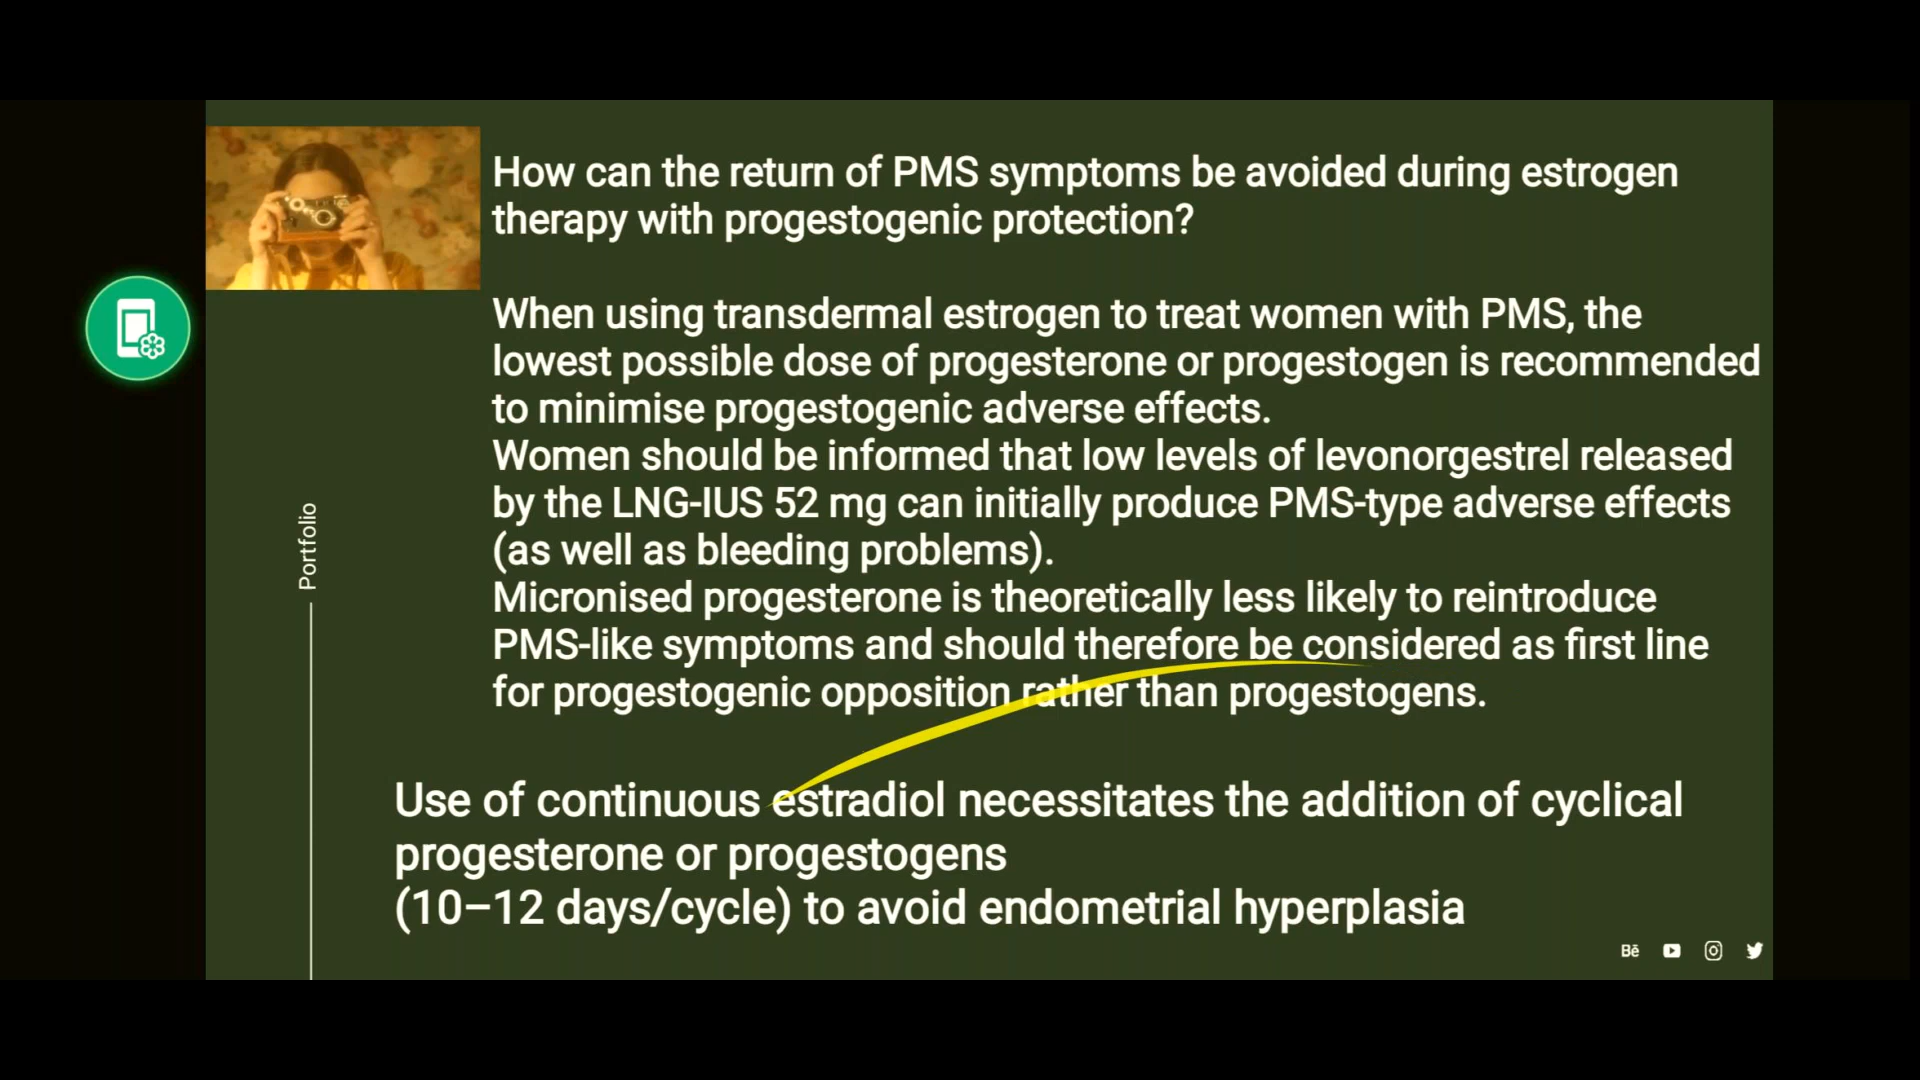 How can the return of PMS symptoms be avoided during estrogen
therapy with progestogenic protection?
When using transdermal estrogen to treat women with PMS, the
lowest possible dose of progesterone or progestogen is recommended
to minimise progestogenic adverse effects.
Women should be informed that low levels of levonorgestrel released
by the LNG-IUS 52 mg can initially produce PMS-type adverse effects
(as well as bleeding problems).
Micronised progesterone is theoretically less likely to reintroduce
PMS-like symptoms and should therefore be considered as first line
for progestogenic opposition rather than progestogens.
Portfolio
Use of continuous estradiol necessitates the addition of cyclical
progesterone or progestogens
(10–12 days/cycle) to avoid endometrial hyperplasia
Bē